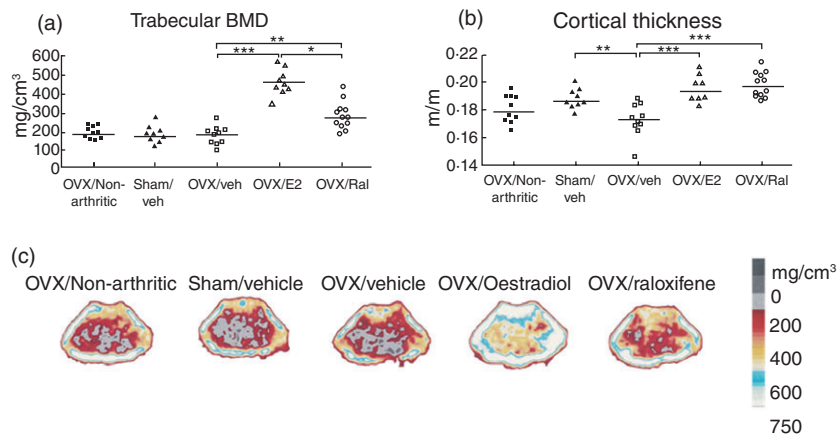 (a)
Trabecular BMD
**
***
*
600
500
400
300
200
100
0
mg/cm³
OVX/Non-arthritic
Sham/veh
OVX/veh
OVX/E2
OVX/Ral
(b)
Cortical thickness
***
**
***
0·20
0·18
0·16
0·14
m/m
OVX/Non-arthritic
Sham/veh
OVX/veh
OVX/E2
OVX/Ral
(c)
OVX/Non-arthritic
Sham/vehicle
OVX/vehicle
OVX/Oestradiol
OVX/raloxifene
mg/cm³
0
200
400
600
750